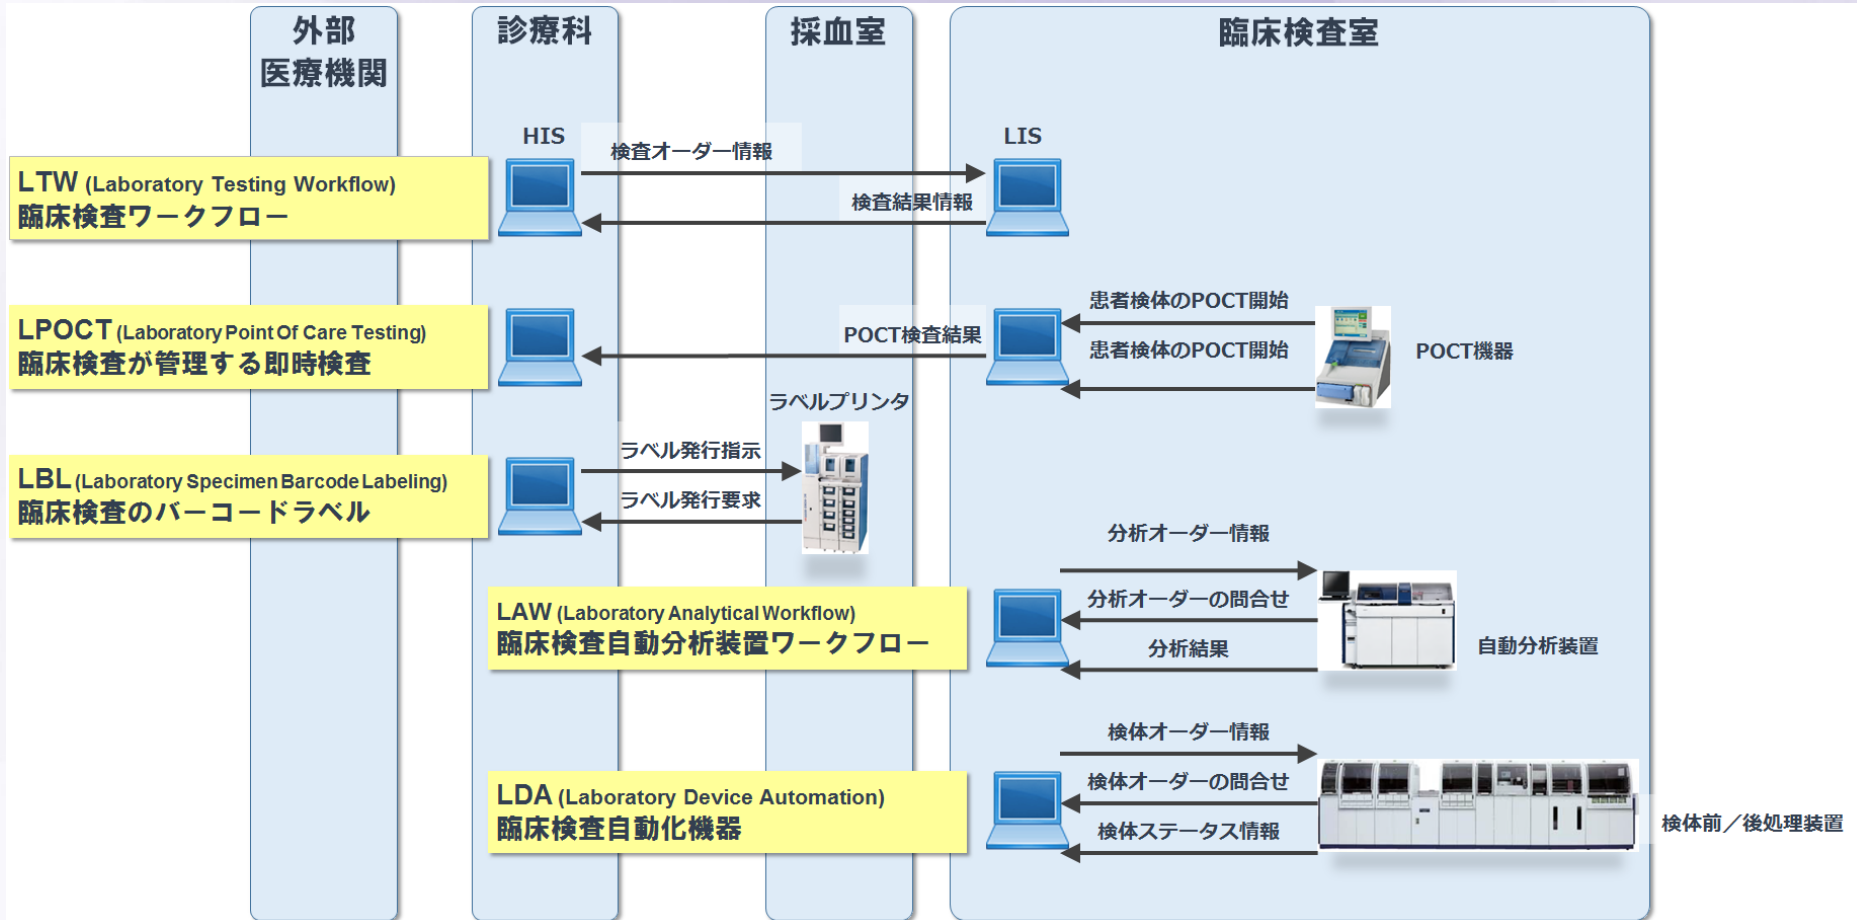 外部
医療機関
診療科
採血室
臨床検査室
HIS
検査オーダー情報
LIS
検査結果情報
LTW (Laboratory Testing Workflow)
臨床検査ワークフロー
LPOCT (Laboratory Point Of Care Testing)
臨床検査が管理する即時検査
POCT検査結果
患者検体のPOCT開始
患者検体のPOCT開始
POCT機器
ラベルプリンタ
LBL (Laboratory Specimen Barcode Labeling)
臨床検査のバーコードラベル
ラベル発行指示
ラベル発行要求
LAW (Laboratory Analytical Workflow)
臨床検査自動分析装置ワークフロー
分析オーダー情報
分析オーダーの問合せ
分析結果
自動分析装置
LDA (Laboratory Device Automation)
臨床検査自動化機器
検体オーダー情報
検体オーダーの問合せ
検体ステータス情報
検体前／後処理装置